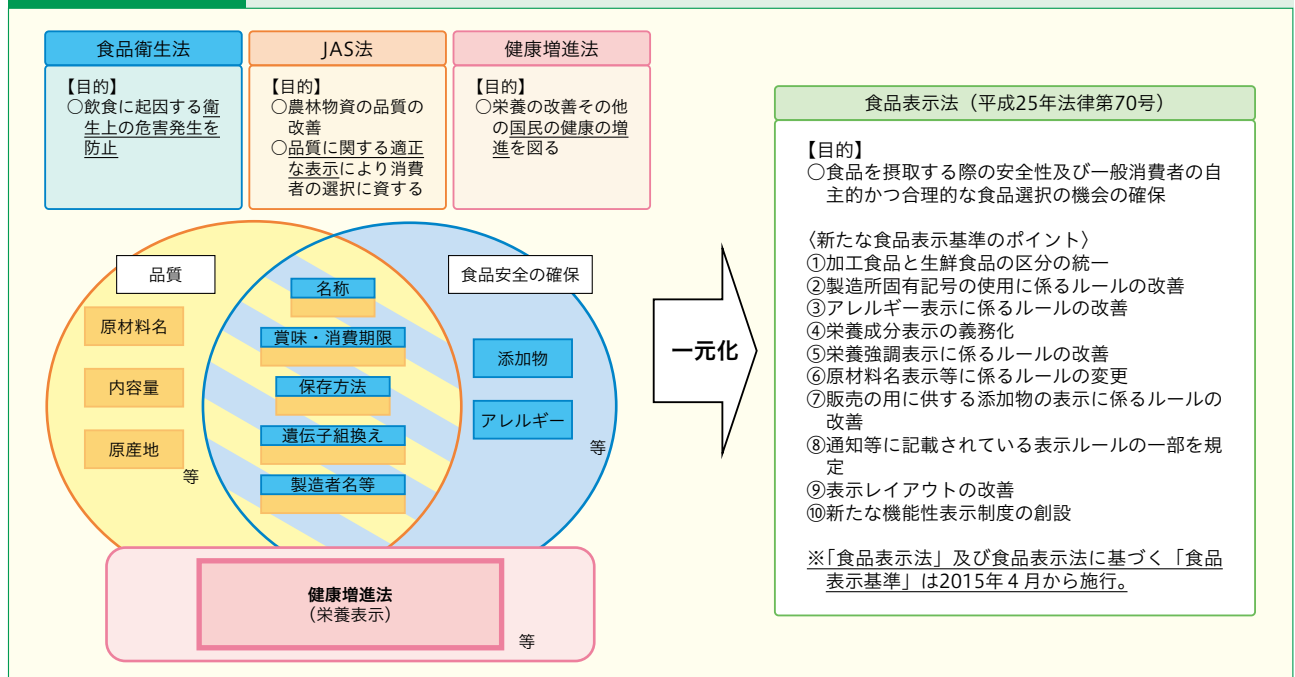 食品衛生法
【目的】
○飲食に起因する衛
生上の危害発生を
防止
JAS法
【目的】
○農林物資の品質の
改善
○品質に関する適正
な表示により消費
者の選択に資する
健康増進法
【目的】
○栄養の改善その他
の国民の健康の増
進を図る
品質
原材料名
内容量
原産地
等
名称
賞味・消費期限
保存方法
遺伝子組換え
製造者名等
食品安全の確保
添加物
アレルギー
等
健康増進法
（栄養表示）
等
一元化
食品表示法（平成25年法律第70号）
【目的】
○食品を摂取する際の安全性及び一般消費者の自
主的かつ合理的な食品選択の機会の確保
〈新たな食品表示基準のポイント〉
①加工食品と生鮮食品の区分の統一
②製造所固有記号の使用に係るルールの改善
③アレルギー表示に係るルールの改善
④栄養成分表示の義務化
⑤栄養強調表示に係るルールの改善
⑥原材料名表示等に係るルールの変更
⑦販売の用に供する添加物の表示に係るルールの
改善
⑧通知等に記載されている表示ルールの一部を規
定
⑨表示レイアウトの改善
⑩新たな機能性表示制度の創設
※「食品表示法」及び食品表示法に基づく「食品
表示基準」は2015年４月から施行。